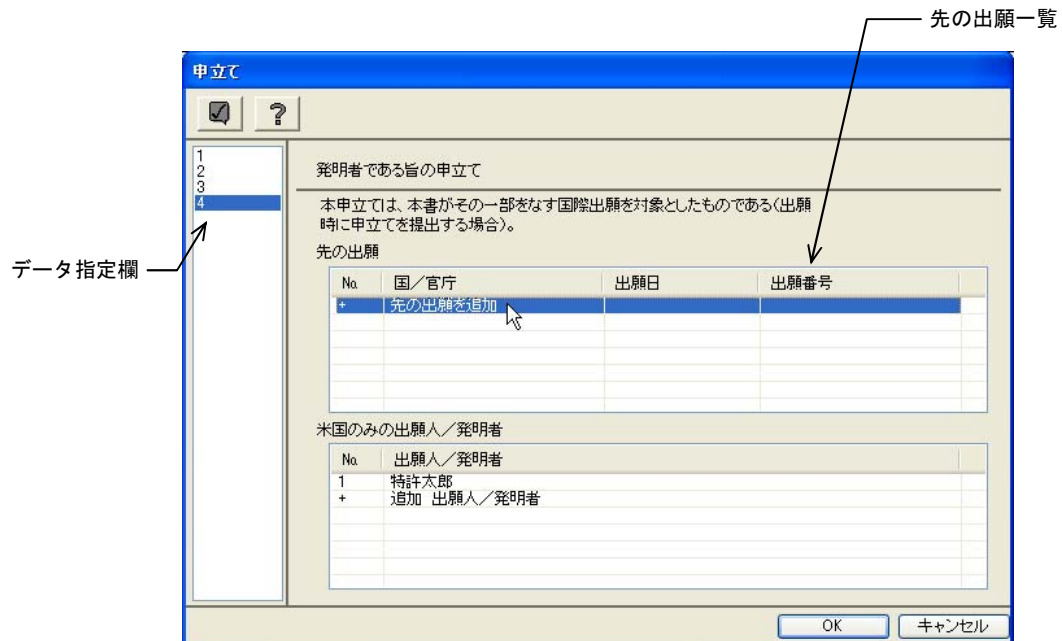 先の出願一覧
申立て
1
2
3
4
発明者である旨の申立て
本申立ては、本書がその一部をなす国際出願を対象としたものである(出願
時に申立てを提出する場合)。
先の出願
データ指定欄
No. 国／官庁 出願日 出願番号
+ 先の出願を追加
米国のみの出願人／発明者
No. 出願人／発明者
1 特許太郎
+ 追加 出願人／発明者
OK キャンセル